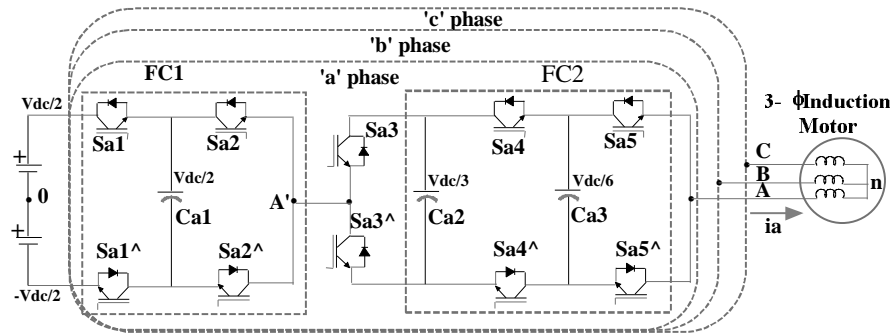 'c' phase
'b' phase
FC1
'a' phase
FC2
Vdc/2
Sa1
Sa2
Sa3
Sa4
Sa5
3- ϕInduction
Motor
+
0
+
Vdc/2
Ca1
A'
Vdc/3
Ca2
Vdc/6
Ca3
C
B
A
n
ia
Sa1^
Sa2^
Sa3^
Sa4^
Sa5^
-Vdc/2